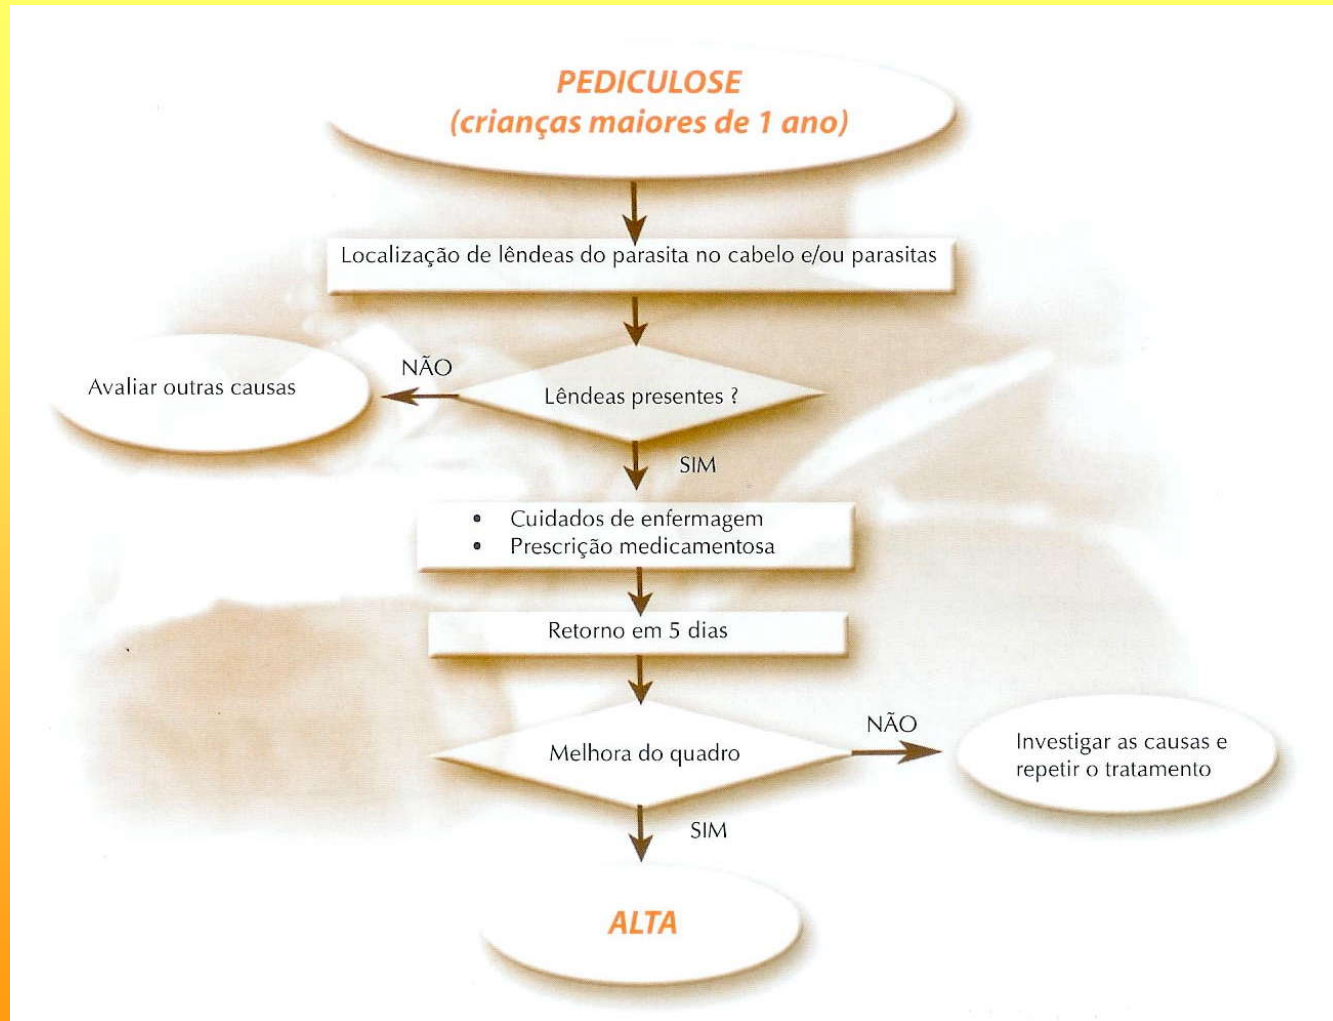 PEDICULOSE
(crianças maiores de 1 ano)
Localização de lêndeas do parasita no cabelo e/ou parasitas
NÃO
Avaliar outras causas
Lêndeas presentes ?
SIM
• Cuidados de enfermagem
• Prescrição medicamentosa
Retorno em 5 dias
NÃO
Melhora do quadro
Investigar as causas e
repetir o tratamento
SIM
ALTA